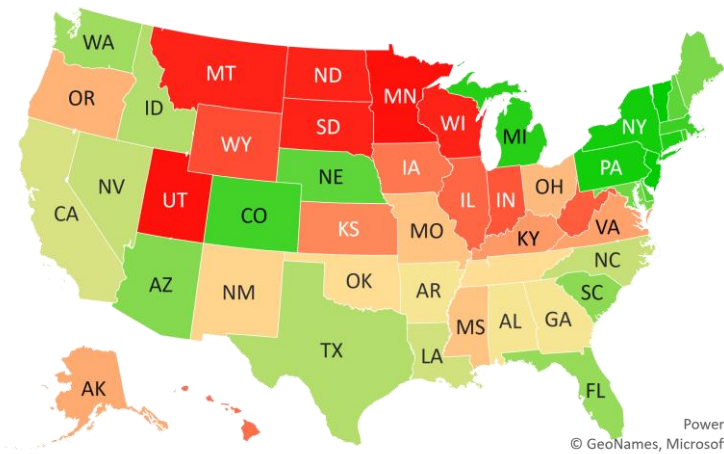 WA
MT
ND
MN
OR
ID
SD
WI
MI
NY
WY
IA
PA
NE
NV
UT
CO
IL
IN
OH
CA
KS
MO
KY
VA
AZ
NM
OK
AR
NC
SC
MS
AL
GA
TX
LA
AK
FL
Power
© GeoNames, Microsof